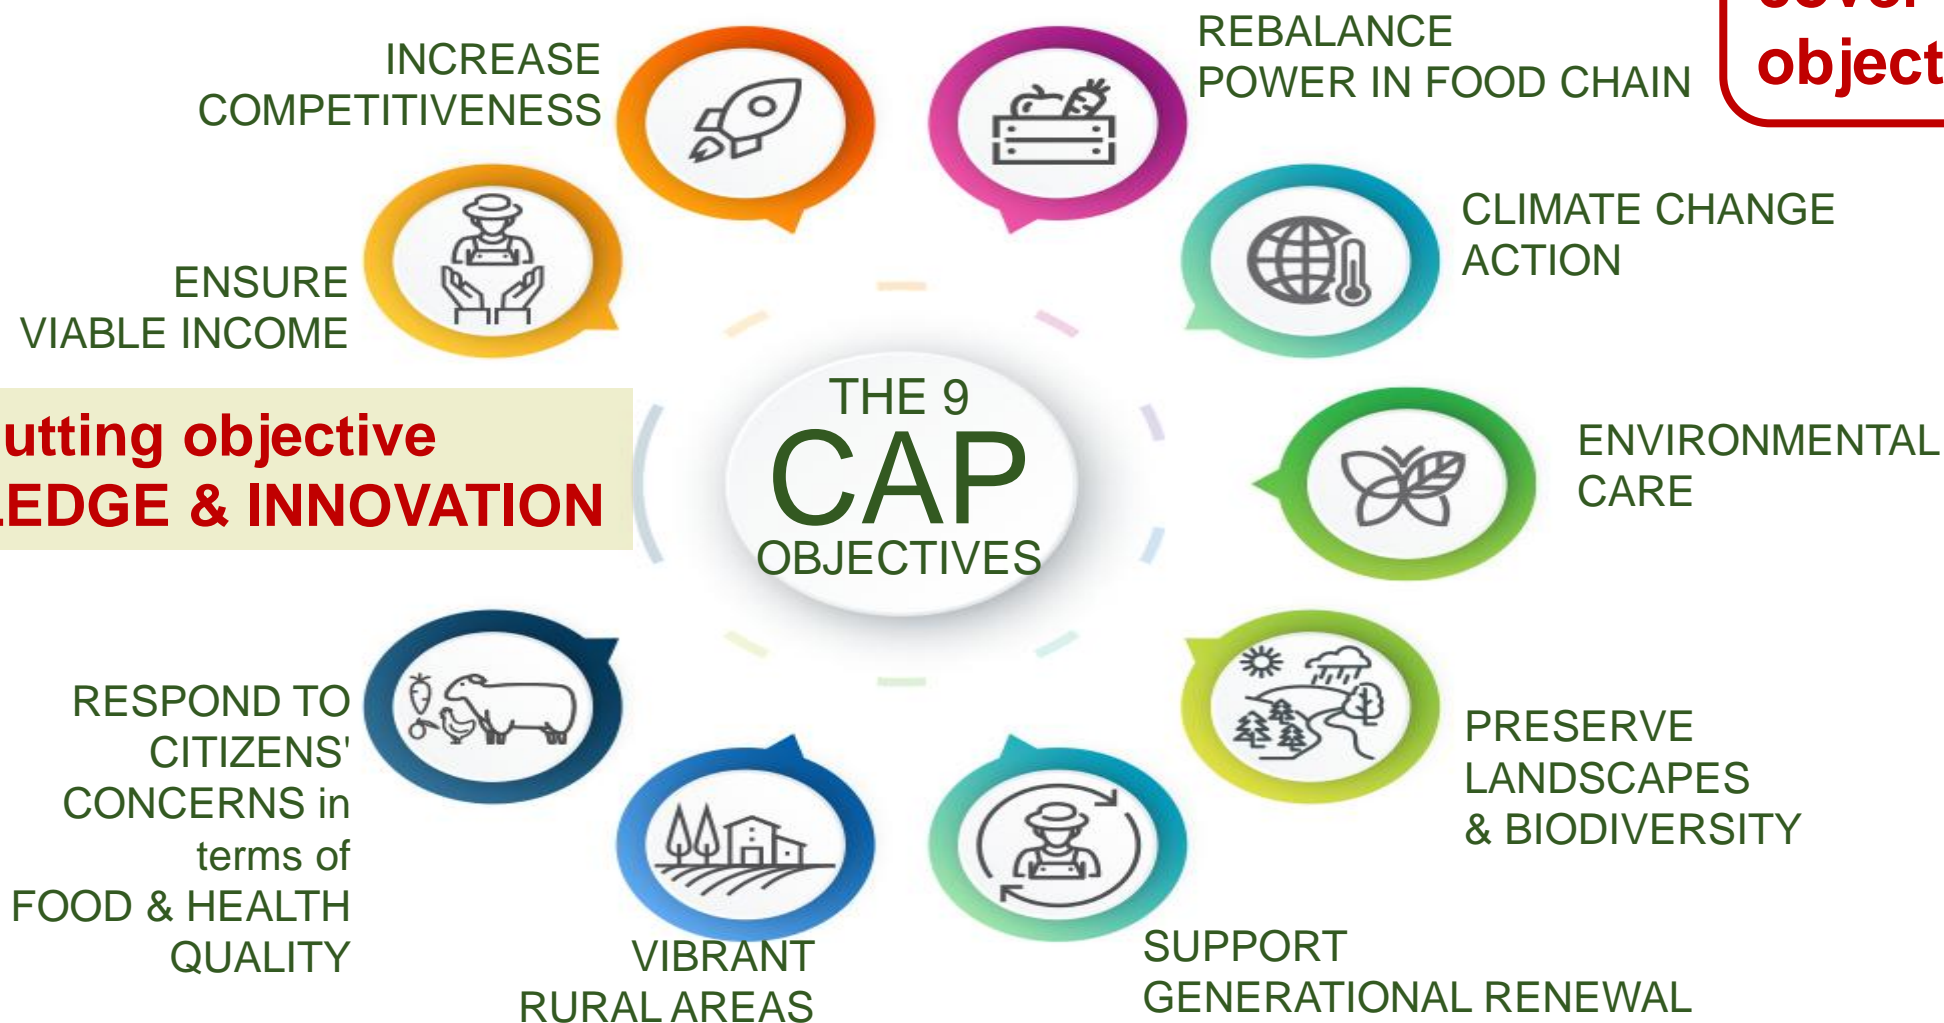 INCREASE
COMPETITIVENESS
REBALANCE
POWER IN FOOD CHAIN
CLIMATE CHANGE
ACTION
ENSURE
VIABLE INCOME
THE 9
CAP
OBJECTIVES
utting objective
LEDGE & INNOVATION
ENVIRONMENTAL
CARE
RESPOND TO
CITIZENS'
CONCERNS in
terms of
FOOD & HEALTH
QUALITY
PRESERVE
LANDSCAPES
& BIODIVERSITY
VIBRANT
RURAL AREAS
SUPPORT
GENERATIONAL RENEWAL
object